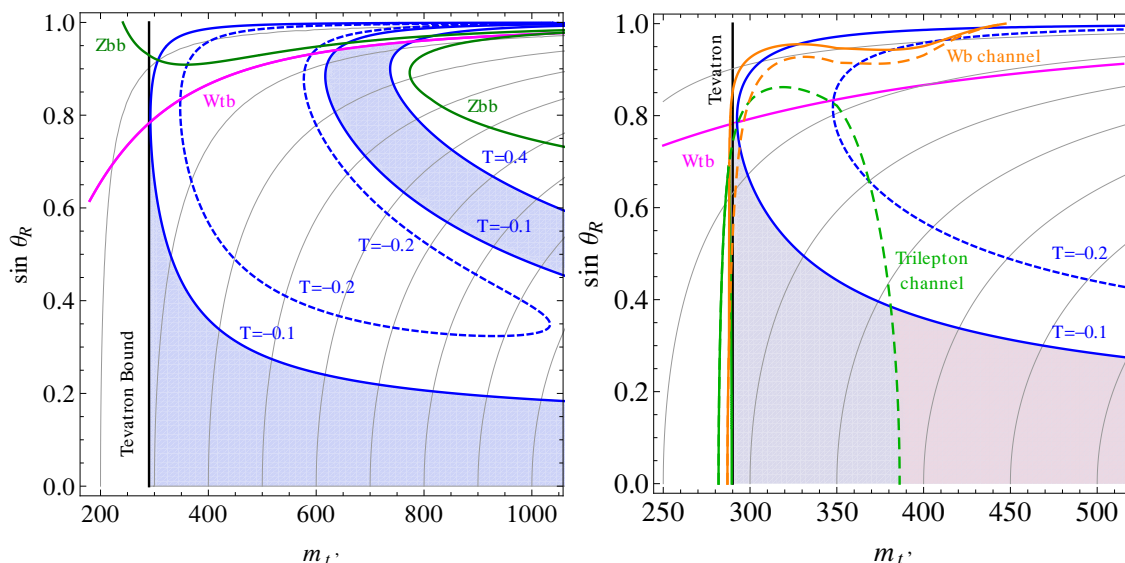 1.0
0.8
0.6
0.4
0.2
0.0
sin θR
Zbb
Wtb
Zbb
T=0.4
T=−0.1
T=−0.2
T=−0.2
T=−0.1
Tevatron Bound
200 400 600 800 1000
m t ’
1.0
0.8
0.6
0.4
0.2
0.0
sin θR
Tevatron
Wb channel
Wtb
Trilepton
channel
T=−0.2
T=−0.1
250 300 350 400 450 500
m t ’